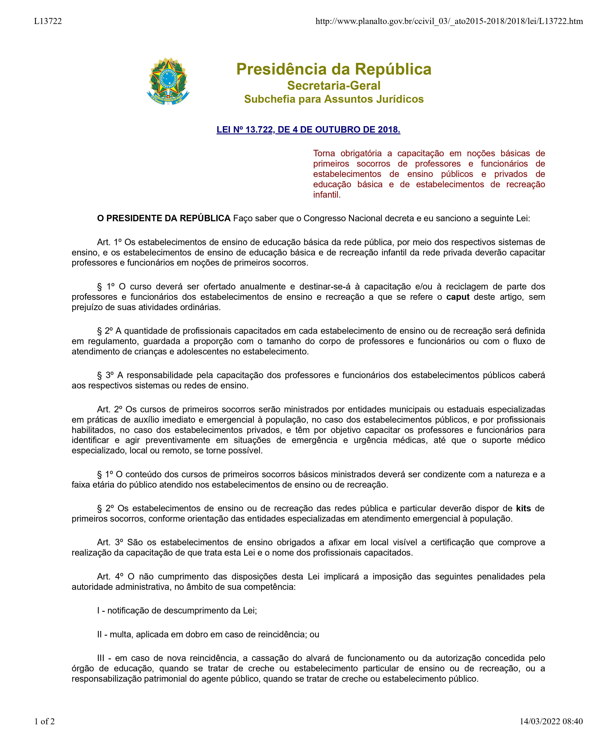 L13722
http://www.planalto.gov.br/ccivil_03/_ato2015-2018/2018/lei/L13722.htm
Presidência da República
Secretaria-Geral
Subchefia para Assuntos Jurídicos
LEI Nº 13.722, DE 4 DE OUTUBRO DE 2018.
Torna obrigatória a capacitação em noções básicas de
primeiros socorros de professores e funcionários de
estabelecimentos de ensino públicos e privados de
educação básica e de estabelecimentos de recreação
infantil.
O PRESIDENTE DA REPÚBLICA Faço saber que o Congresso Nacional decreta e eu sanciono a seguinte Lei:
Art. 1º Os estabelecimentos de ensino de educação básica da rede pública, por meio dos respectivos sistemas de
ensino, e os estabelecimentos de ensino de educação básica e de recreação infantil da rede privada deverão capacitar
professores e funcionários em noções de primeiros socorros.
§ 1º O curso deverá ser ofertado anualmente e destinar-se-á à capacitação e/ou à reciclagem de parte dos
professores e funcionários dos estabelecimentos de ensino e recreação a que se refere o caput deste artigo, sem
prejuízo de suas atividades ordinárias.
§ 2º A quantidade de profissionais capacitados em cada estabelecimento de ensino ou de recreação será definida
em regulamento, guardada a proporção com o tamanho do corpo de professores e funcionários ou com o fluxo de
atendimento de crianças e adolescentes no estabelecimento.
§ 3º A responsabilidade pela capacitação dos professores e funcionários dos estabelecimentos públicos caberá
aos respectivos sistemas ou redes de ensino.
Art. 2º Os cursos de primeiros socorros serão ministrados por entidades municipais ou estaduais especializadas
em práticas de auxílio imediato e emergencial à população, no caso dos estabelecimentos públicos, e por profissionais
habilitados, no caso dos estabelecimentos privados, e têm por objetivo capacitar os professores e funcionários para
identificar e agir preventivamente em situações de emergência e urgência médicas, até que o suporte médico
especializado, local ou remoto, se torne possível.
§ 1º O conteúdo dos cursos de primeiros socorros básicos ministrados deverá ser condizente com a natureza e a
faixa etária do público atendido nos estabelecimentos de ensino ou de recreação.
§ 2º Os estabelecimentos de ensino ou de recreação das redes pública e particular deverão dispor de kits de
primeiros socorros, conforme orientação das entidades especializadas em atendimento emergencial à população.
Art. 3º São os estabelecimentos de ensino obrigados a afixar em local visível a certificação que comprove a
realização da capacitação de que trata esta Lei e o nome dos profissionais capacitados.
Art. 4º O não cumprimento das disposições desta Lei implicará a imposição das seguintes penalidades pela
autoridade administrativa, no âmbito de sua competência:
I - notificação de descumprimento da Lei;
II - multa, aplicada em dobro em caso de reincidência; ou
III - em caso de nova reincidência, a cassação do alvará de funcionamento ou da autorização concedida pelo
órgão de educação, quando se tratar de creche ou estabelecimento particular de ensino ou de recreação, ou a
responsabilização patrimonial do agente público, quando se tratar de creche ou estabelecimento público.
1 of 2
14/03/2022 08:40